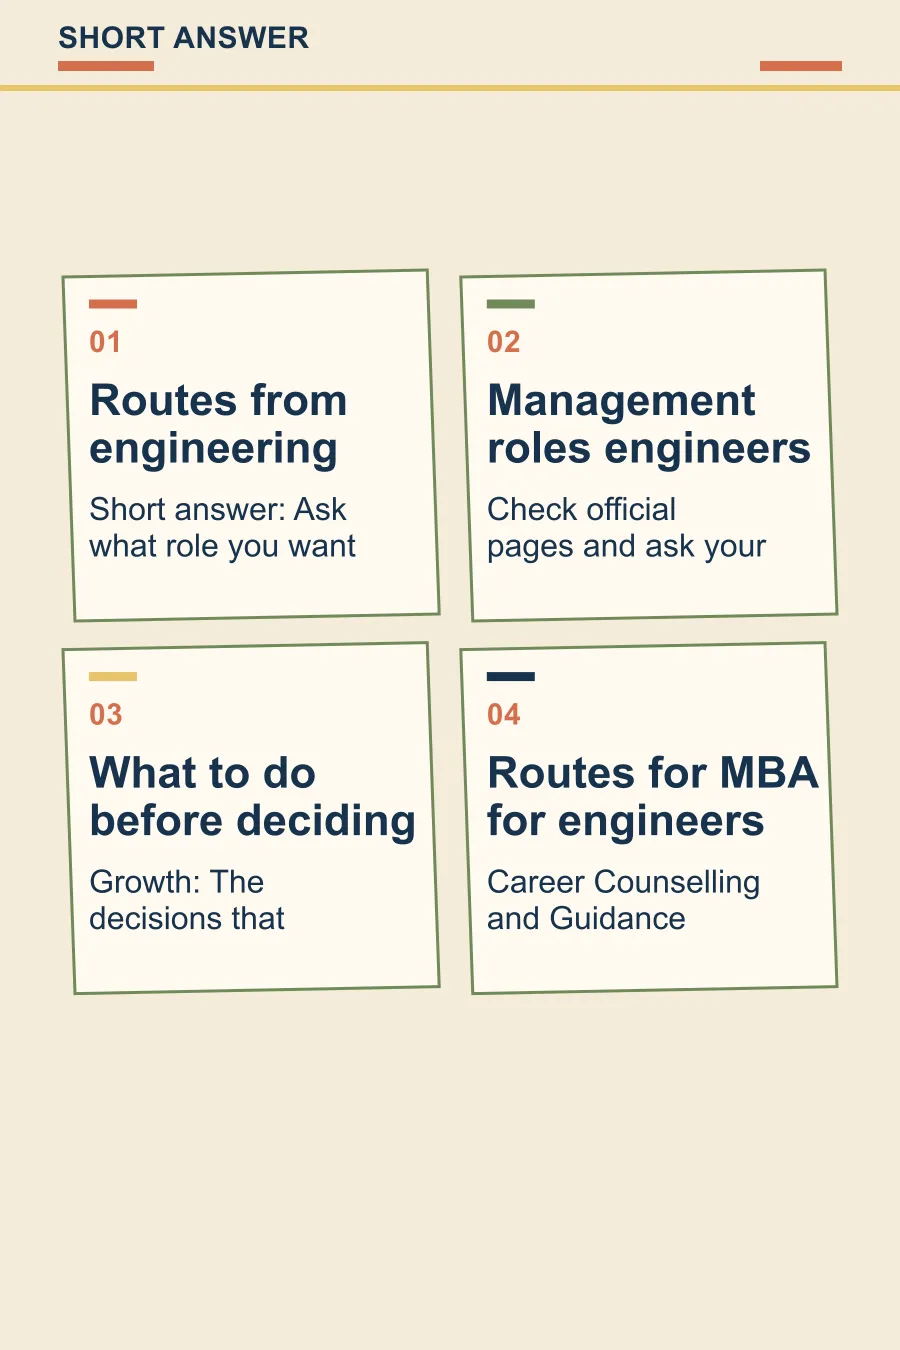 SHORT ANSWER
01
Routes from
engineering
Short answer: Ask
what role you want
02
Management
roles engineers
Check official
pages and ask your
03
What to do
before deciding
Growth: The
decisions that
04
Routes for MBA
for engineers
Career Counselling
and Guidance